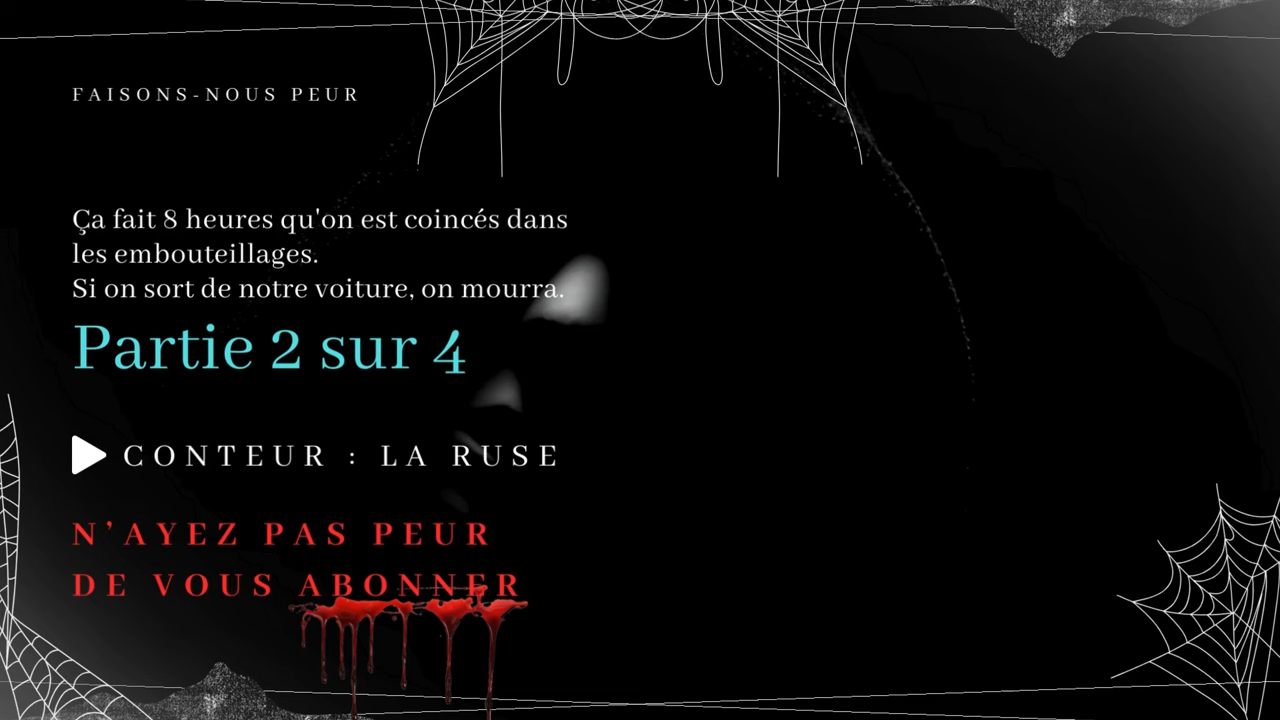 FAISONS-NOUS PEUR
Ça fait 8 heures qu'on est coincés dans
les embouteillages.
Si on sort de notre voiture, on mourra.
Partie 2 sur 4
CONTEUR : LA RUSE
N'AYEZ PAS PEUR
DE VOUS ABONNER